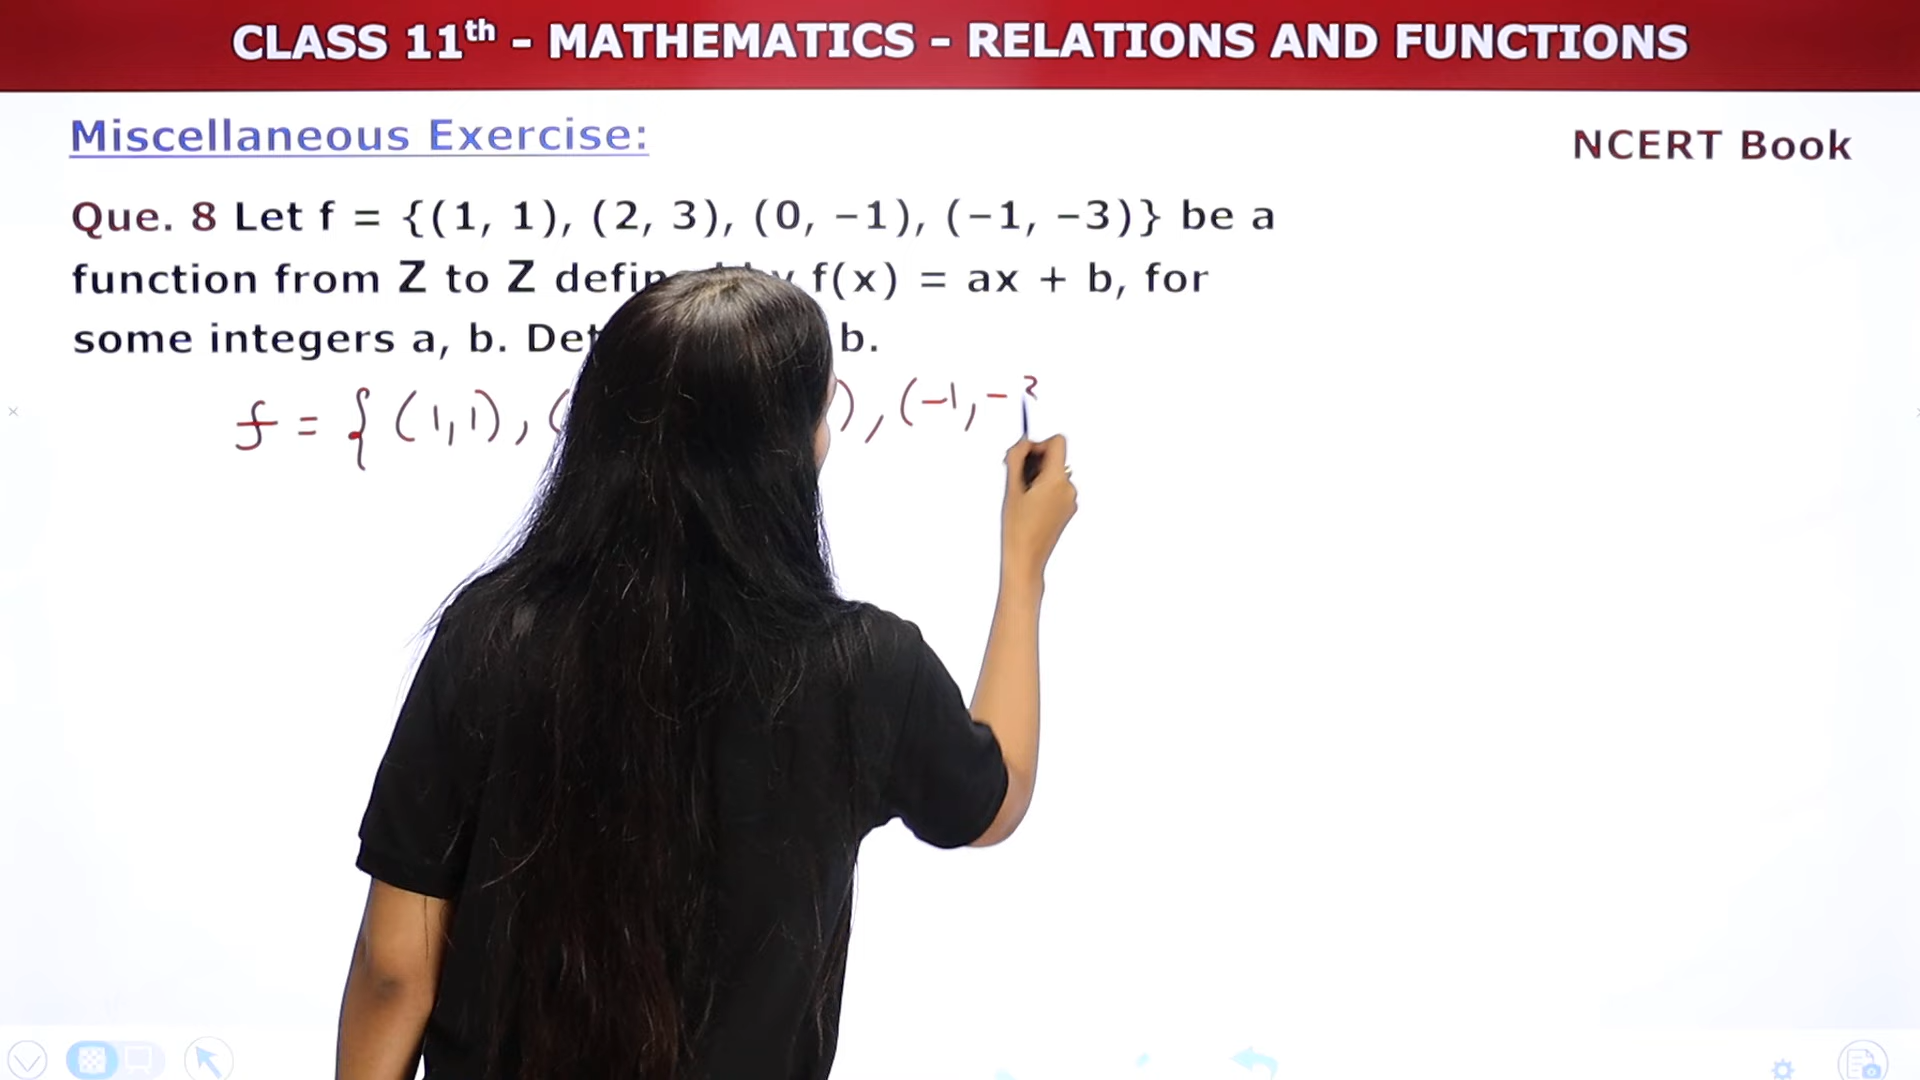 CLASS 11th - MATHEMATICS - RELATIONS AND FUNCTIONS
Miscellaneous Exercise:
NCERT Book
Que. 8 Let f = {(1, 1), (2, 3), (0, −1), (−1, −3)} be a
function from Z to Z f(x) = ax + b, for
some integers a, b. b.
f = { (1,1), ( ), (-1, -